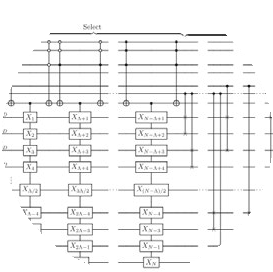 Select
X_1 X_{Λ+1} X_{N-Λ+1}
X_2 X_{Λ+2} X_{N-Λ+2}
X_3 X_{Λ+3} X_{N-Λ+3}
X_4 X_{Λ+4} X_{N-Λ+4}
X_{Λ/2} X_{3Λ/2} X_{(N-Λ)/2}
X_{Λ-4} X_{2Λ-4} X_{N-4}
X_{2Λ-3} X_{N-3}
X_{2Λ-1} X_{N-1}
X_N